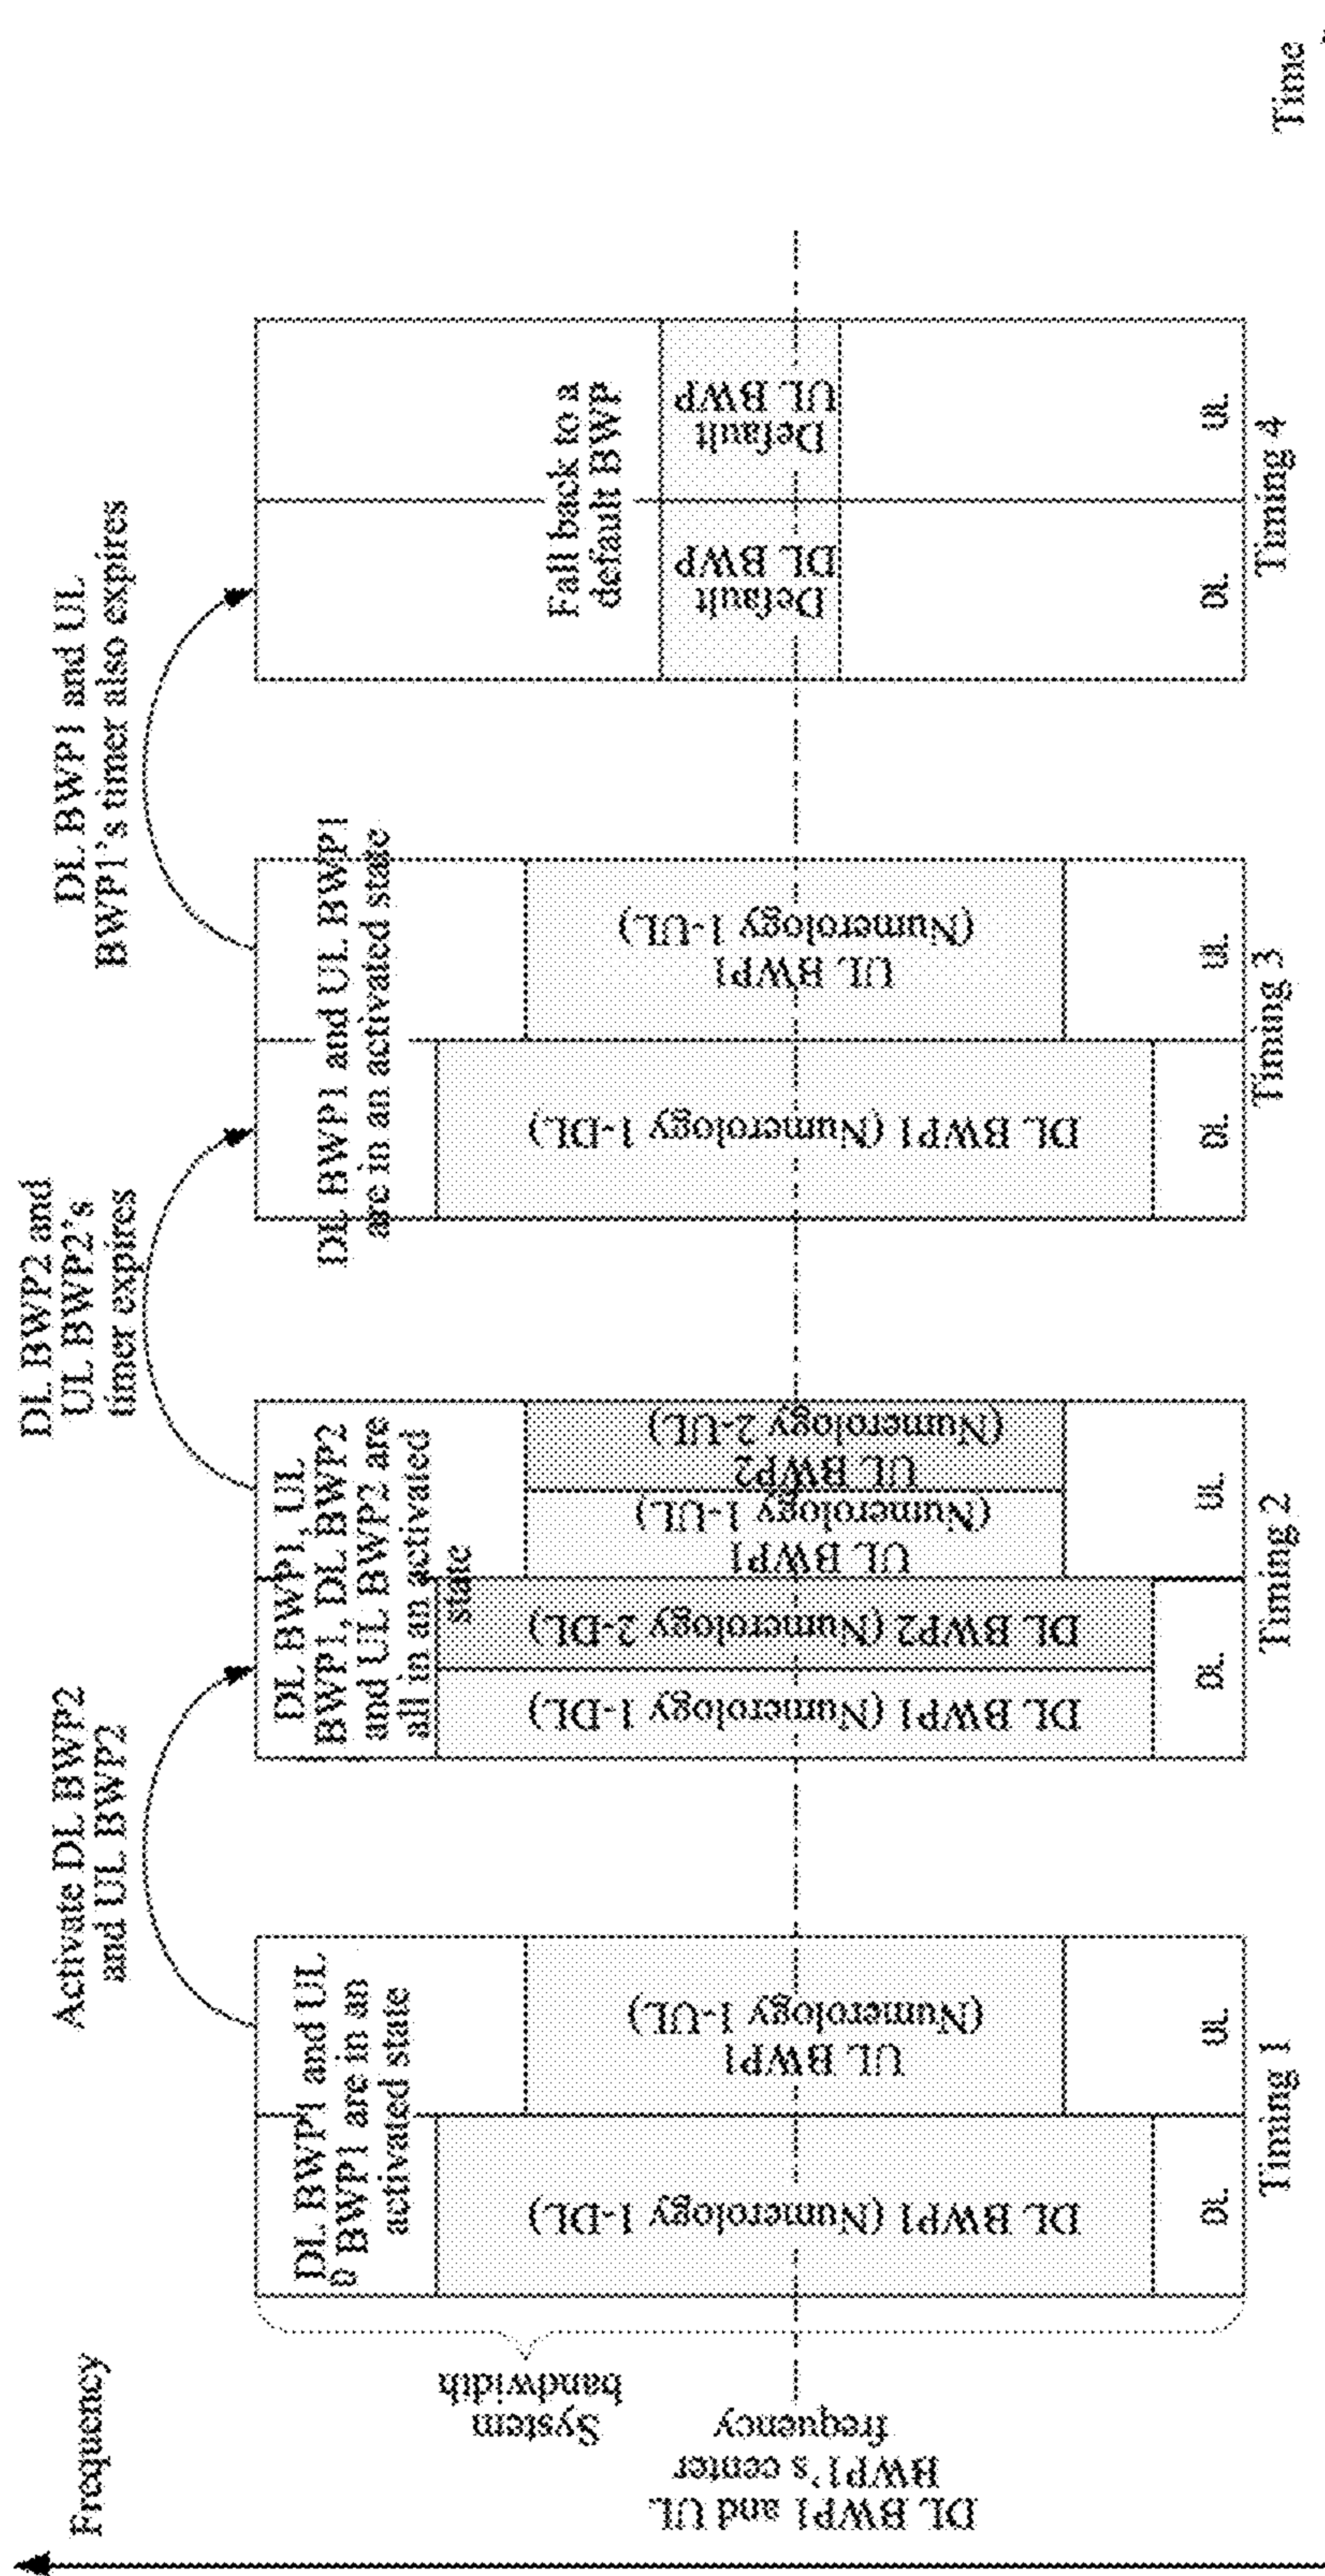 Frequency
System
bandwidth
DL BWP1 and UL
BWP1's center
frequency
DL BWP1 and UL
BWP1 are in an
activated state
DL BWP1 (Numerology 1-DL)
UL BWP1
(Numerology 1-UL)
DL
UL
Timing 1
Activate DL BWP2
and UL BWP2
DL BWP1, UL
BWP1, DL BWP2
and UL BWP2 are
all in an activated
state
DL BWP1 (Numerology 1-DL)
DL BWP2 (Numerology 2-DL)
UL BWP1
(Numerology 1-UL)
UL BWP2
(Numerology 2-UL)
DL
UL
Timing 2
DL BWP2 and
UL BWP2's
timer expires
DL BWP1 and UL BWP1
are in an activated state
DL BWP1 (Numerology 1-DL)
UL BWP1
(Numerology 1-UL)
DL
UL
Timing 3
DL BWP1 and UL
BWP1's timer also expires
Fall back to a
default BWP
Default
DL BWP
Default
UL BWP
DL
UL
Timing 4
Time